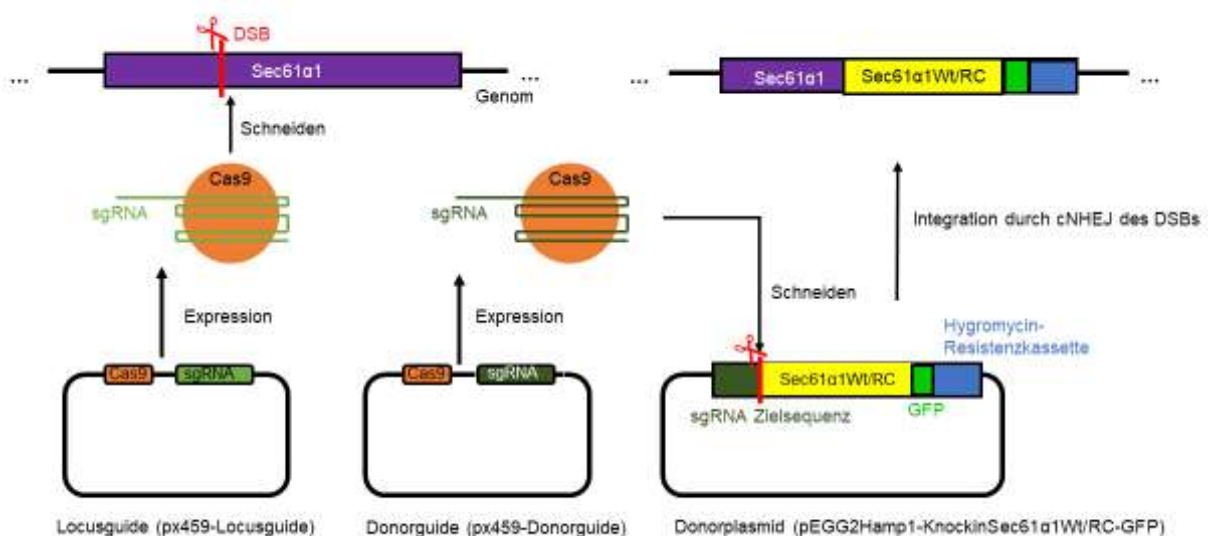 DSB
...
Sec61α1
...
Genom
Schneiden
Cas9
sgRNA
Expression
Cas9
sgRNA
Locusguide (px459-Locusguide)
Cas9
sgRNA
Expression
Cas9
sgRNA
Donorguide (px459-Donorguide)
...
Sec61α1
Sec61α1Wt/RC
...
Integration durch cNHEJ des DSBs
Schneiden
Hygromycin-
Resistenzkassette
Sec61α1Wt/RC
GFP
sgRNA Zielsequenz
Donorplasmid (pEGG2Hamp1-KnockinSec61α1Wt/RC-GFP)